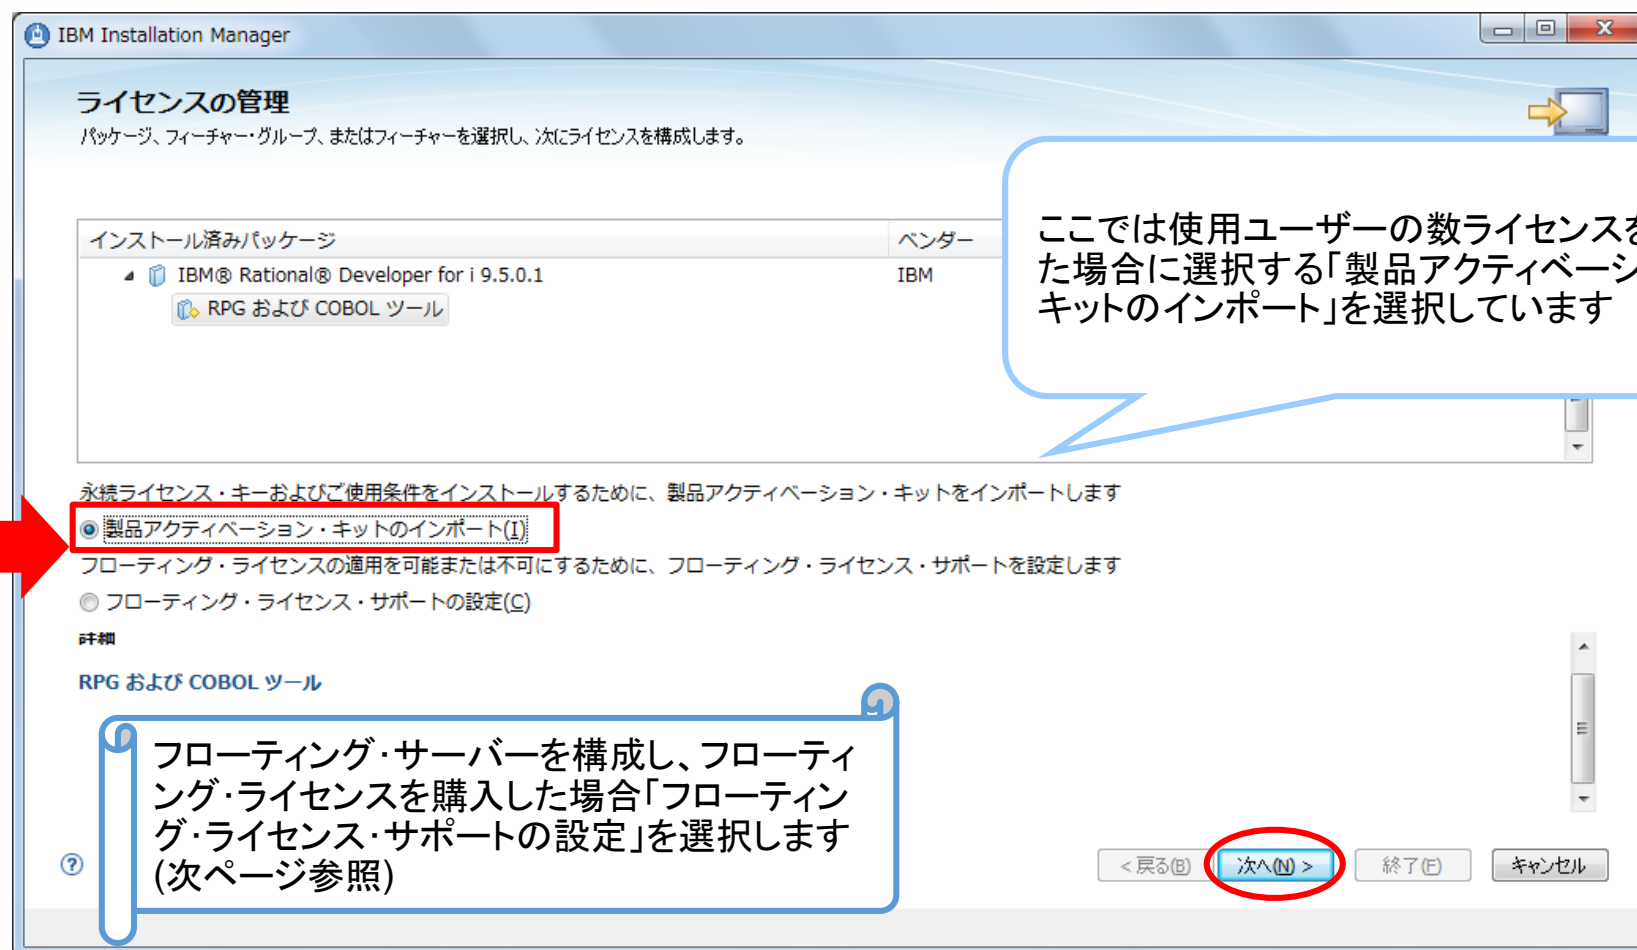 IBM Installation Manager
ライセンスの管理
パッケージ、フィーチャー・グループ、またはフィーチャーを選択し、次にライセンスを構成します。
インストール済みパッケージ ベンダー
IBM® Rational® Developer for i 9.5.0.1 IBM
RPG および COBOL ツール
ここでは使用ユーザーの数ライセンスを
た場合に選択する「製品アクティベーシ
キットのインポート」を選択しています
永続ライセンス・キーおよびご使用条件をインストールするために、製品アクティベーション・キットをインポートします
製品アクティベーション・キットのインポート(I)
フローティング・ライセンスの適用を可能または不可にするために、フローティング・ライセンス・サポートを設定します
フローティング・ライセンス・サポートの設定(C)
詳細
RPG および COBOL ツール
フローティング・サーバーを構成し、フローティ
ング・ライセンスを購入した場合「フローティン
グ・ライセンス・サポートの設定」を選択します
(次ページ参照)
? < 戻る(B) 次へ(N) > 終了(F) キャンセル